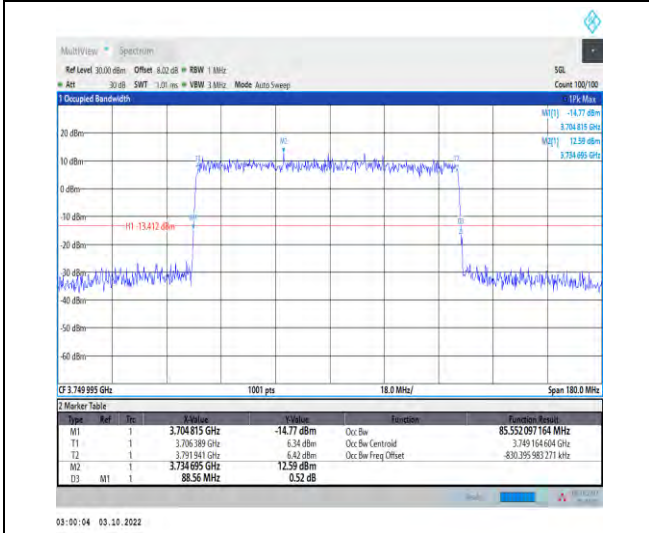 MultiView Spectrum
Ref Level 30.00 dBm Offset 8.02 dB RBW 1 MHz SGL
Att 30 dB SWT 1.01 ms VBW 3 MHz Mode Auto Sweep Count 100/100
1 Occupied Bandwidth 1Pk Max
M1[1] -14.77 dBm
3.704 815 GHz
M2[1] 12.59 dBm
3.734 695 GHz
20 dBm
M2
10 dBm
T1
0 dBm
-10 dBm
H1 -13.412 dBm
-20 dBm
-30 dBm
-40 dBm
-50 dBm
-60 dBm
CF 3.749 995 GHz 1001 pts 18.0 MHz/ Span 180.0 MHz
2 Marker Table
Type Ref Trc X-Value Y-Value Function Function Result
M1 1 3.704 815 GHz -14.77 dBm Occ Bw 85.552 097 164 MHz
T1 1 3.706 389 GHz 6.34 dBm Occ Bw Centroid 3.749 164 604 GHz
T2 1 3.791 941 GHz 6.42 dBm Occ Bw Freq Offset -830.395 983 271 kHz
M2 1 3.734 695 GHz 12.59 dBm
D3 M1 1 88.56 MHz 0.52 dB
03:00:04 03.10.2022